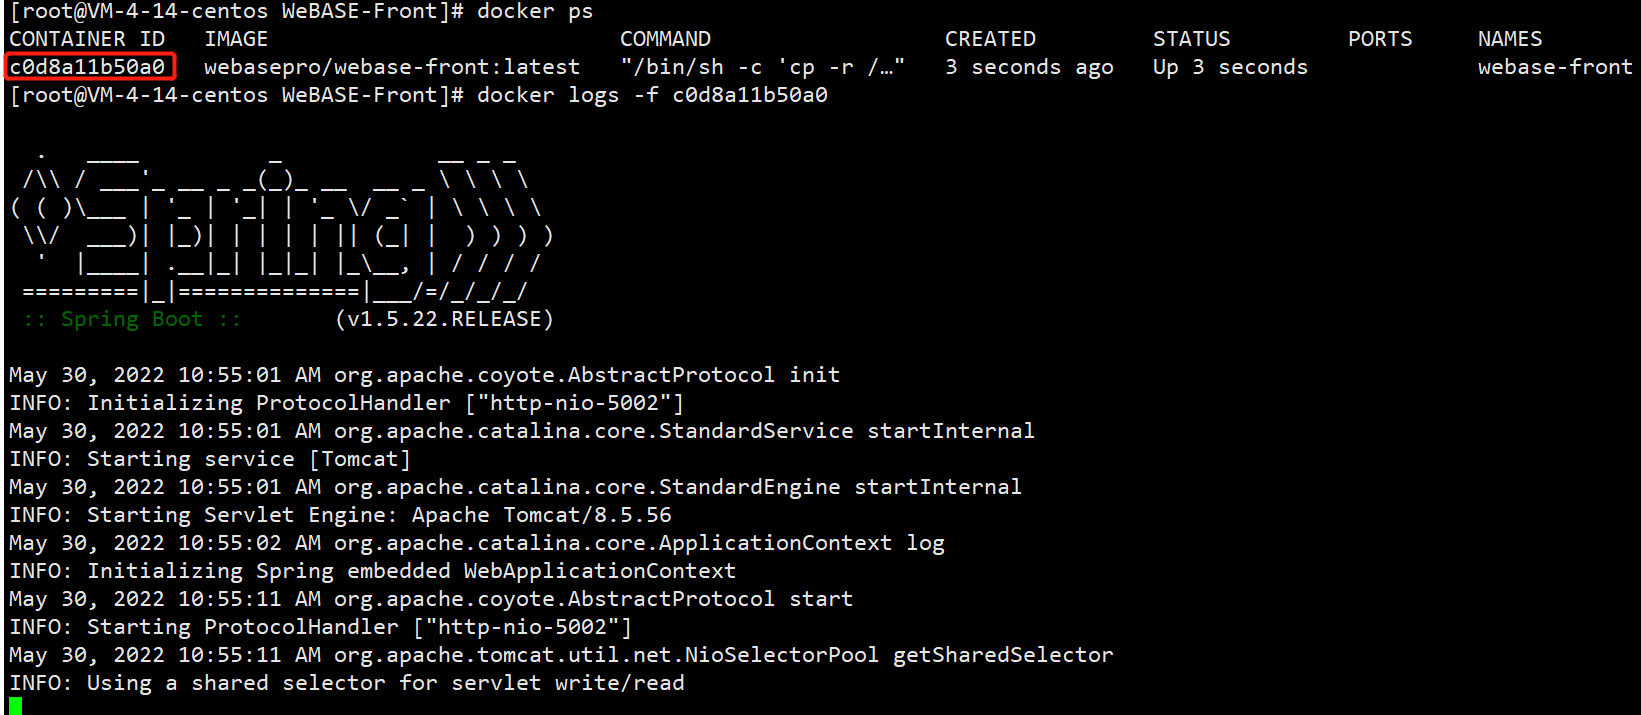 [root@VM-4-14-centos WeBASE-Front]# docker ps
CONTAINER ID   IMAGE                           COMMAND                  CREATED         STATUS         PORTS     NAMES
c0d8a11b50a0   webasepro/webase-front:latest   "/bin/sh -c 'cp -r /…"   3 seconds ago   Up 3 seconds             webase-front
[root@VM-4-14-centos WeBASE-Front]# docker logs -f c0d8a11b50a0
  .   ____          _            __ _ _
 /\\ / ___'_ __ _ _(_)_ __  __ _ \ \ \ \
( ( )\___ | '_ | '_| | '_ \/ _` | \ \ \ \
 \\/  ___)| |_)| | | | | || (_| |  ) ) ) )
  '  |____| .__|_| |_|_| |_\__, | / / / /
 =========|_|==============|___/=/_/_/_/
 :: Spring Boot ::       (v1.5.22.RELEASE)
May 30, 2022 10:55:01 AM org.apache.coyote.AbstractProtocol init
INFO: Initializing ProtocolHandler ["http-nio-5002"]
May 30, 2022 10:55:01 AM org.apache.catalina.core.StandardService startInternal
INFO: Starting service [Tomcat]
May 30, 2022 10:55:01 AM org.apache.catalina.core.StandardEngine startInternal
INFO: Starting Servlet Engine: Apache Tomcat/8.5.56
May 30, 2022 10:55:02 AM org.apache.catalina.core.ApplicationContext log
INFO: Initializing Spring embedded WebApplicationContext
May 30, 2022 10:55:11 AM org.apache.coyote.AbstractProtocol start
INFO: Starting ProtocolHandler ["http-nio-5002"]
May 30, 2022 10:55:11 AM org.apache.tomcat.util.net.NioSelectorPool getSharedSelector
INFO: Using a shared selector for servlet write/read